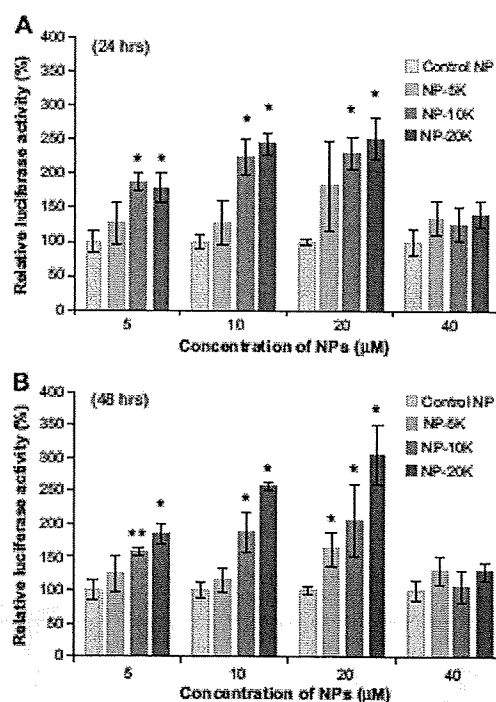 A
(24 hrs)
Relative luciferase activity (%)
400
350
300
250
200
150
100
50
0
Control NP
NP-5K
NP-10K
NP-20K
* *
* *
* *
5 10 20 40
Concentration of NPs (μM)
B
(48 hrs)
Relative luciferase activity (%)
400
350
300
250
200
150
100
50
0
Control NP
NP-5K
NP-10K
NP-20K
** *
* *
* * *
5 10 20 40
Concentration of NPs (μM)